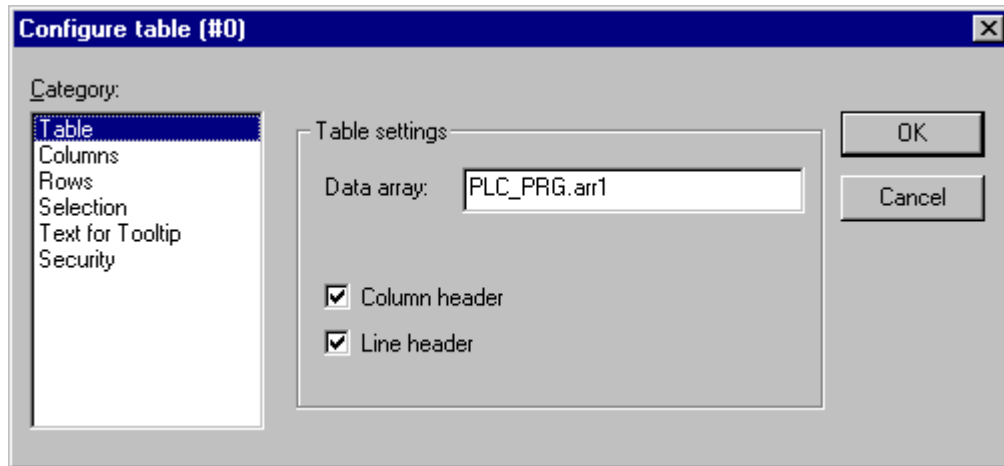 Configure table (#0)
Category:
Table
Columns
Rows
Selection
Text for Tooltip
Security
Table settings
Data array: PLC_PRG.arr1
Column header
Line header
OK
Cancel